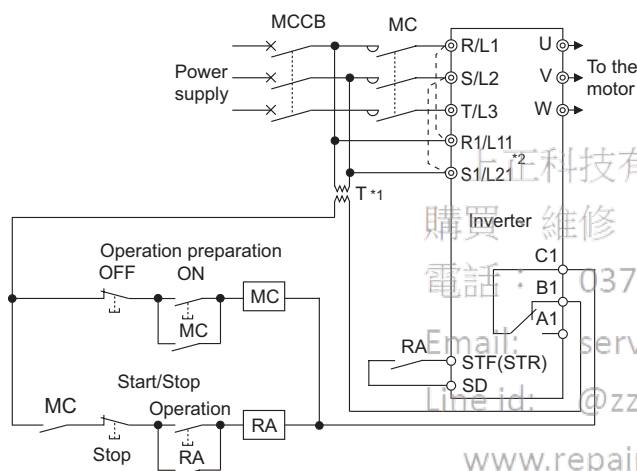 MCCB
MC
R/L1
U
Power supply
S/L2
V
To the motor
T/L3
W
R1/L11
S1/L21 *2
T *1
上正科技有
購買 維修
Inverter
電話： 037
Operation preparation
OFF
ON
MC
MC
C1
B1
A1
Email: serv
RA
STF(STR)
SD
Line id: @zz
Start/Stop
MC
Operation
RA
Stop
RA
www.repair